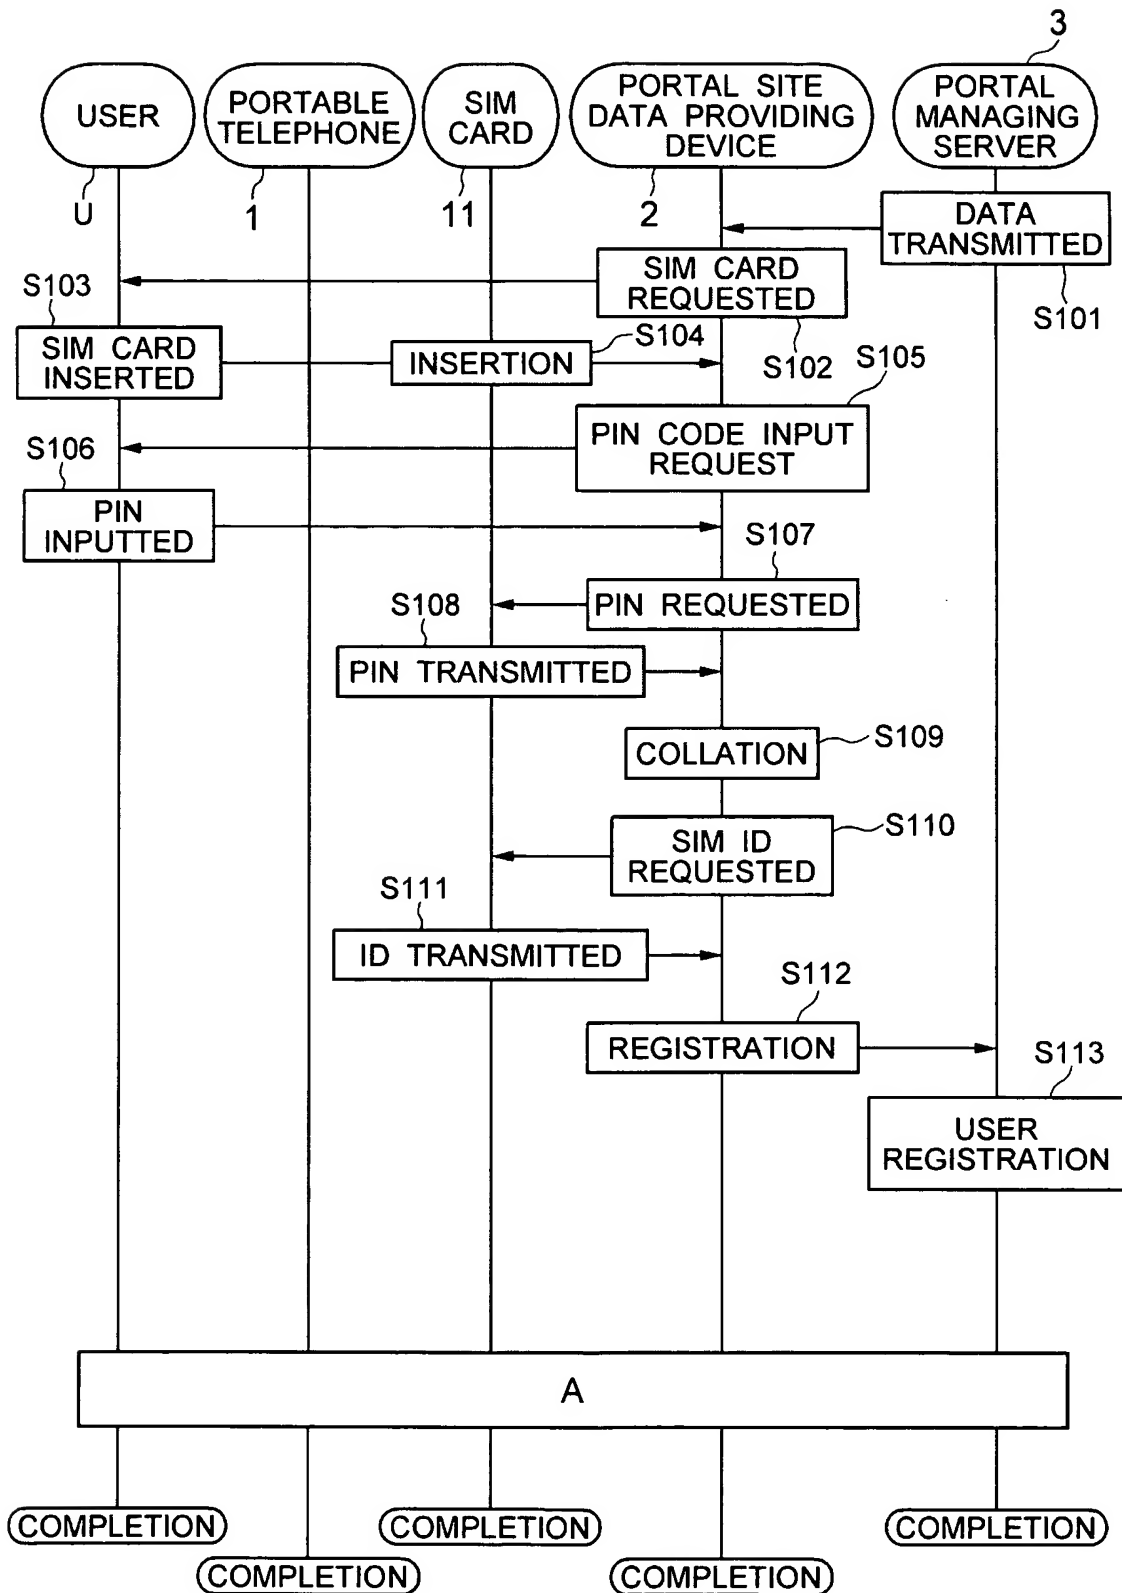 3
USER
PORTABLE
TELEPHONE
SIM
CARD
PORTAL SITE
DATA PROVIDING
DEVICE
PORTAL
MANAGING
SERVER
U
1
11
2
DATA
TRANSMITTED
S101
SIM CARD
REQUESTED
S102
S103
SIM CARD
INSERTED
INSERTION
S104
S105
PIN CODE INPUT
REQUEST
S106
PIN
INPUTTED
S107
PIN REQUESTED
S108
PIN TRANSMITTED
COLLATION
S109
SIM ID
REQUESTED
S110
S111
ID TRANSMITTED
S112
REGISTRATION
S113
USER
REGISTRATION
A
COMPLETION
COMPLETION
COMPLETION
COMPLETION
COMPLETION